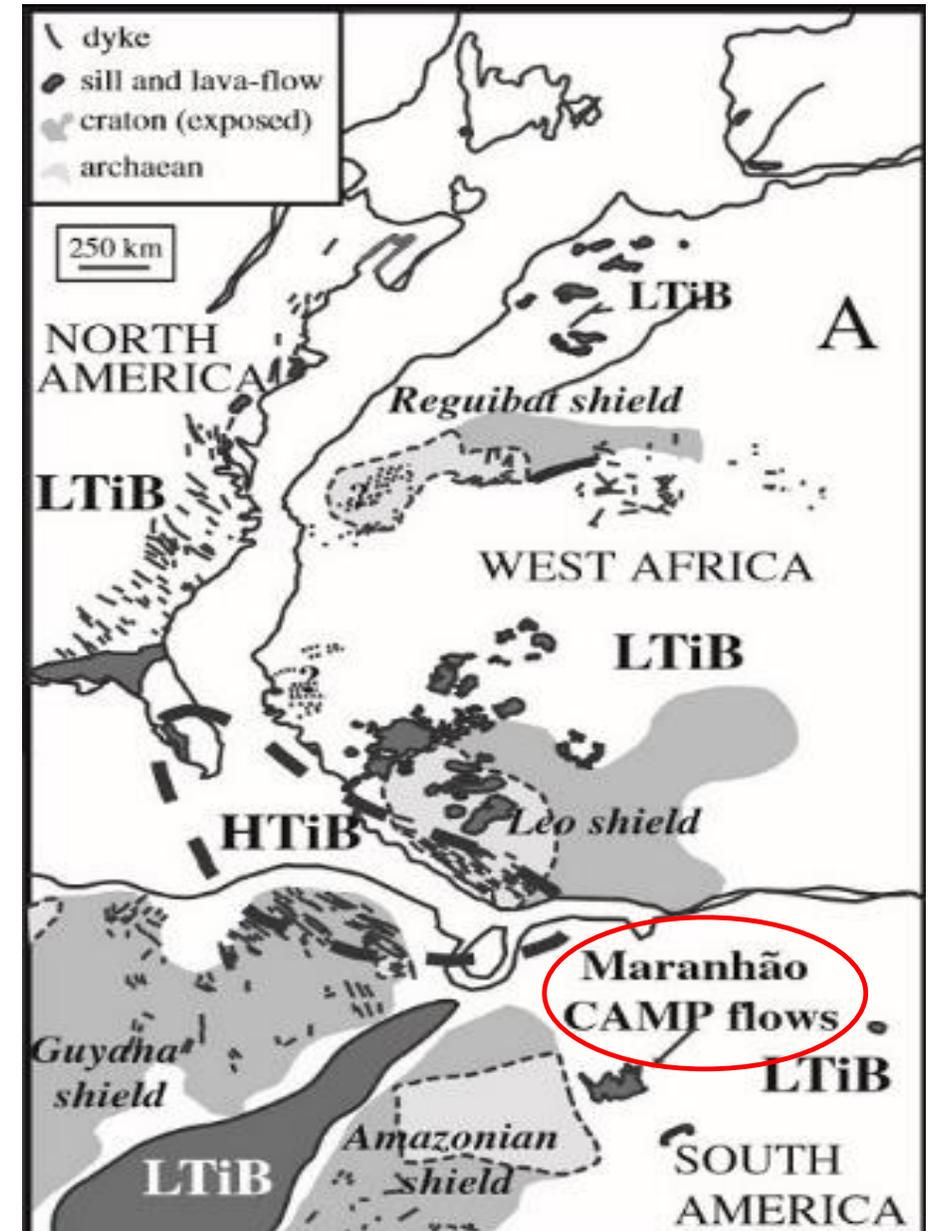 dyke
sill and lava-flow
craton (exposed)
archaean
250 km
LTiB
A
NORTH
AMERICA
Reguibat shield
LTiB
?
WEST AFRICA
LTiB
?
HTiB
Leo shield
Maranhão
CAMP flows
Guyana
shield
LTiB
Amazonian
shield
LTiB
SOUTH
AMERICA